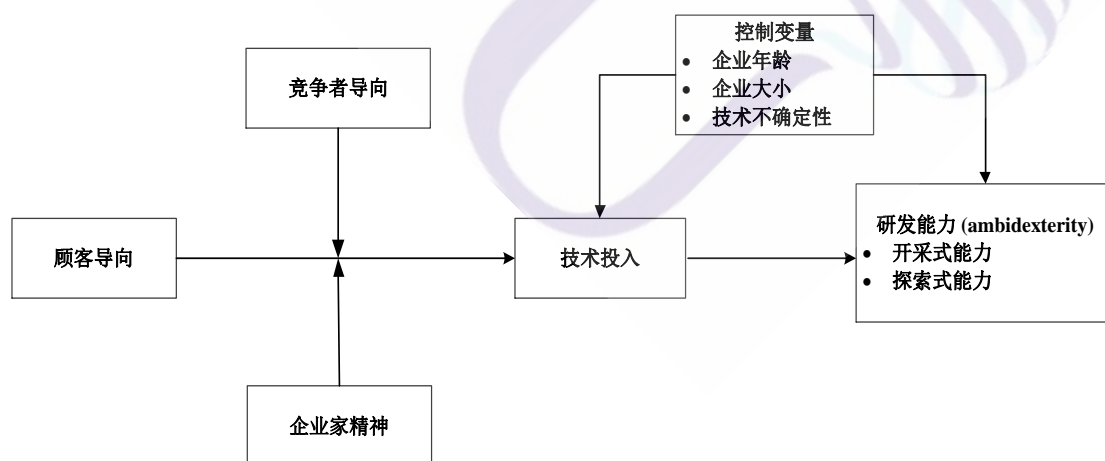 控制变量
• 企业年龄
• 企业大小
• 技术不确定性
竞争者导向
顾客导向
技术投入
研发能力 (ambidexterity)
• 开采式能力
• 探索式能力
企业家精神